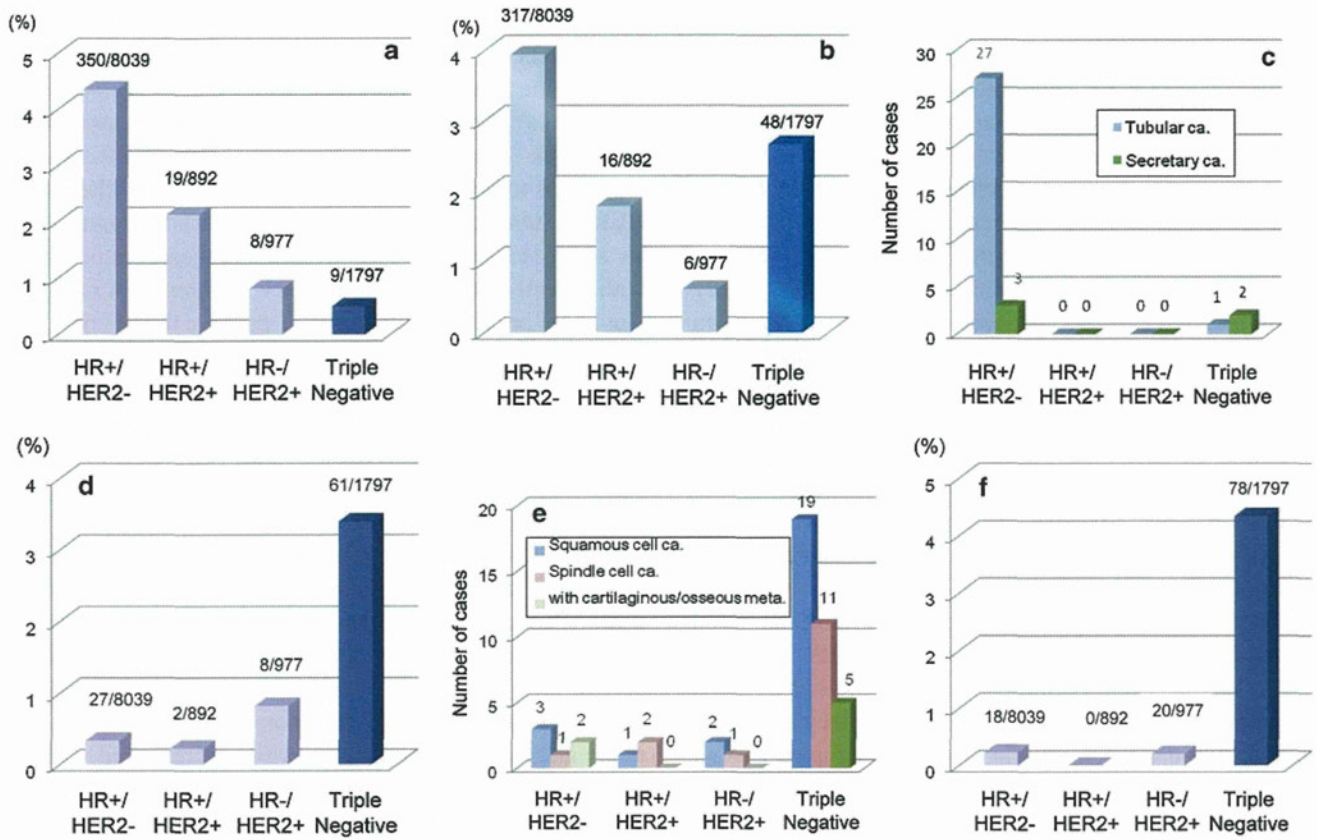 (%)
a
5
4
3
2
1
0
350/8039
19/892
8/977
9/1797
HR+/ HR+/ HR-/ Triple
HER2- HER2+ HER2+ Negative
(%)
b
4
3
2
1
0
317/8039
16/892
6/977
48/1797
HR+/ HR+/ HR-/ Triple
HER2- HER2+ HER2+ Negative
c
Number of cases
30
25
20
15
10
5
0
Tubular ca.
Secretary ca.
27
3
0 0
0 0
1 2
HR+/ HR+/ HR-/ Triple
HER2- HER2+ HER2+ Negative
(%)
d
4
3
2
1
0
27/8039
2/892
8/977
61/1797
HR+/ HR+/ HR-/ Triple
HER2- HER2+ HER2+ Negative
e
Number of cases
20
15
10
5
0
Squamous cell ca.
Spindle cell ca.
with cartilaginous/osseous meta.
3 1 2
1 2 0
2 1 0
19 11 5
HR+/ HR+/ HR-/ Triple
HER2- HER2+ HER2+ Negative
(%)
f
5
4
3
2
1
0
18/8039
0/892
20/977
78/1797
HR+/ HR+/ HR-/ Triple
HER2- HER2+ HER2+ Negative